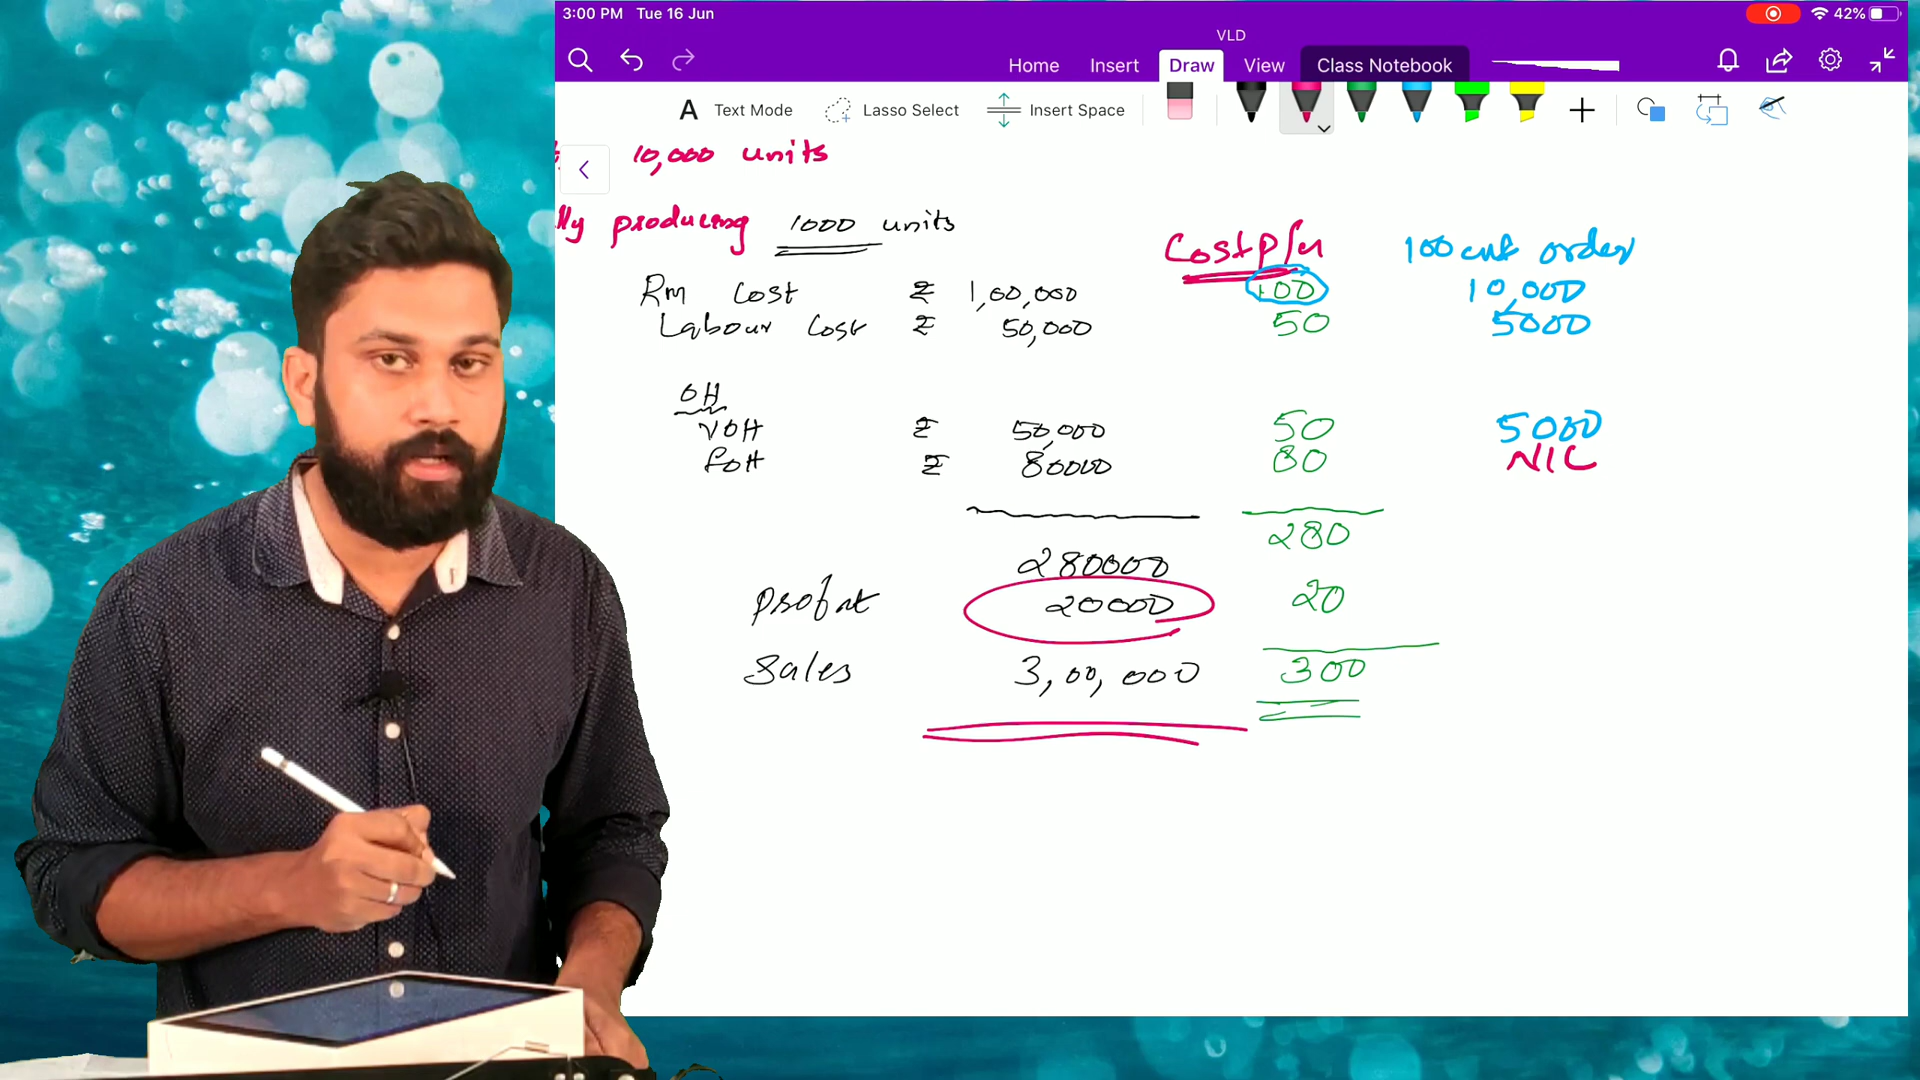 3:00 PM Tue 16 Jun 42%
VLD
Home Insert Draw View Class Notebook
A Text Mode Lasso Select Insert Space
10,000 units
lly producing 1000 units
Cost p/u 100 unt order
Rm Cost ₹ 1,00,000 100 10,000
Labour Cost ₹ 50,000 50 5000
OH
VOH ₹ 50,000 50 5000
FOH ₹ 80000 80 NIL
280000 280
Profit 20000 20
Sales 3,00,000 300